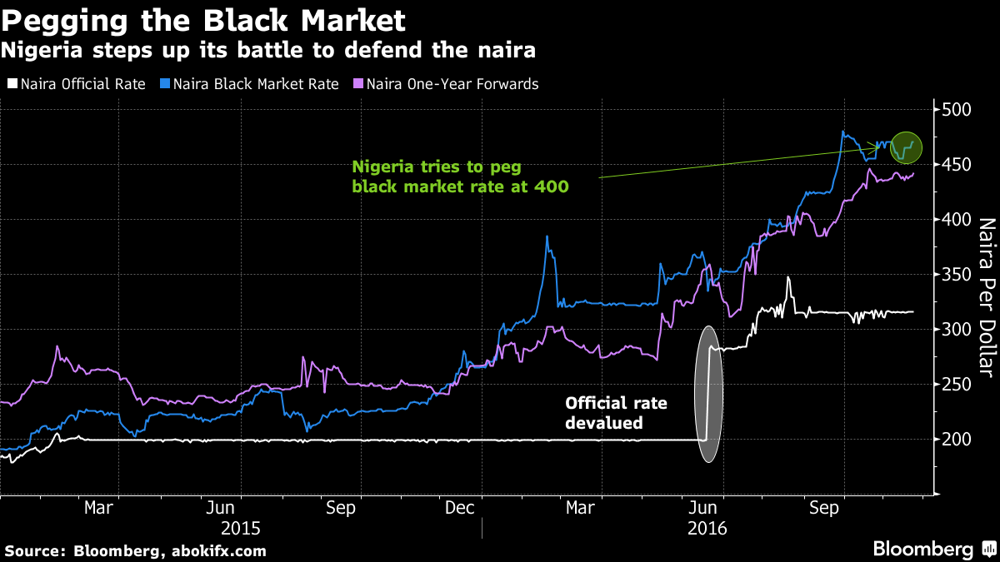 Pegging the Black Market
Nigeria steps up its battle to defend the naira
Naira Official Rate Naira Black Market Rate Naira One-Year Forwards
500
Nigeria tries to peg
black market rate at 400
450
400
350
300
250
200
Naira Per Dollar
Official rate
devalued
Mar Jun Sep Dec Mar Jun Sep
2015 2016
Source: Bloomberg, abokifx.com
Bloomberg